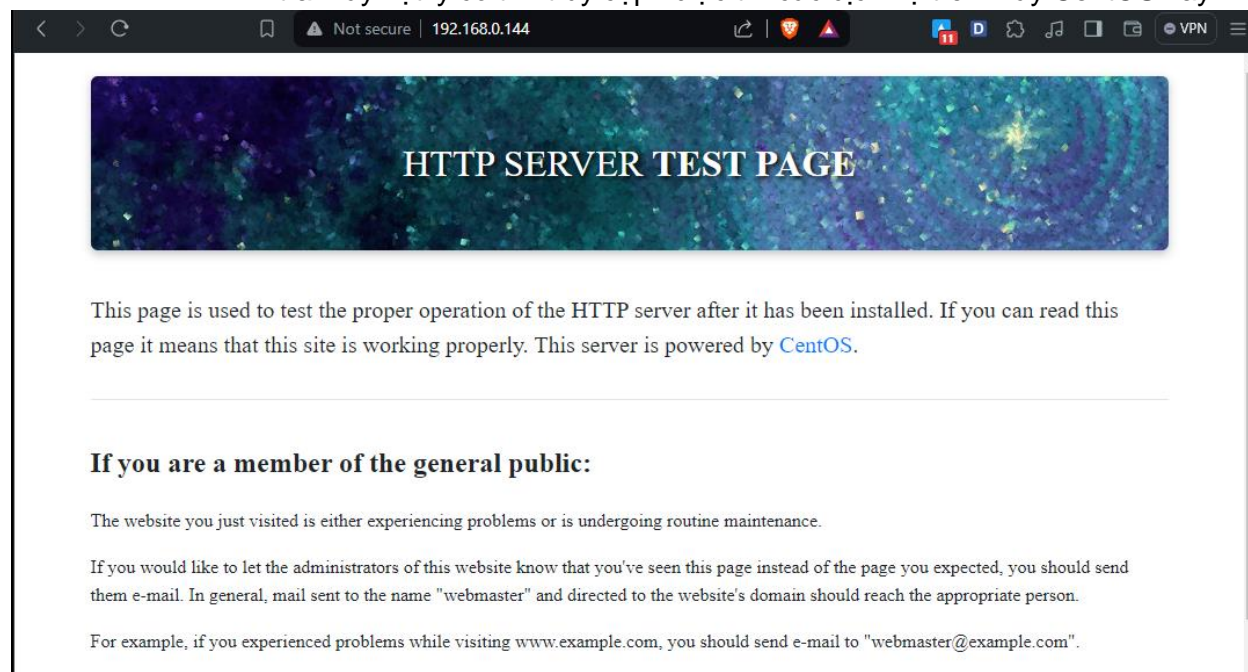 Not secure 192.168.0.144
11
D
VPN
HTTP SERVER TEST PAGE
This page is used to test the proper operation of the HTTP server after it has been installed. If you can read this
page it means that this site is working properly. This server is powered by CentOS.
If you are a member of the general public:
The website you just visited is either experiencing problems or is undergoing routine maintenance.
If you would like to let the administrators of this website know that you've seen this page instead of the page you expected, you should send
them e-mail. In general, mail sent to the name "webmaster" and directed to the website's domain should reach the appropriate person.
For example, if you experienced problems while visiting www.example.com, you should send e-mail to "webmaster@example.com".